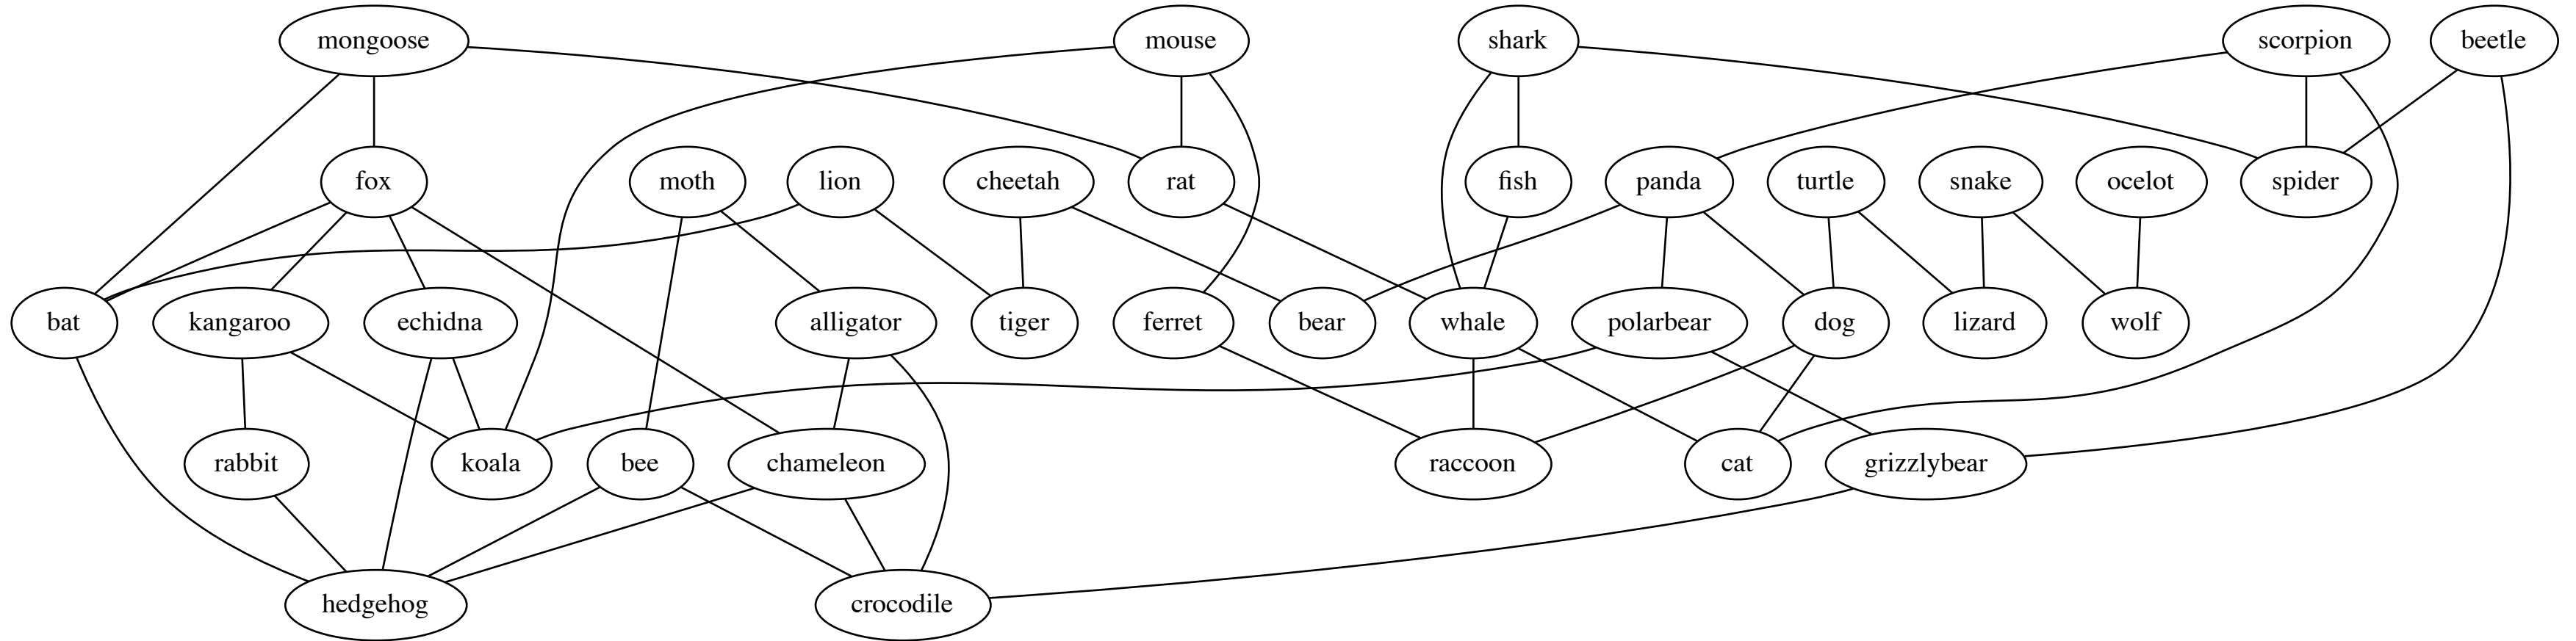 mongoose
mouse
shark
scorpion
beetle
fox
moth
lion
cheetah
rat
fish
panda
turtle
snake
ocelot
spider
bat
kangaroo
echidna
alligator
tiger
ferret
bear
whale
polarbear
dog
lizard
wolf
rabbit
koala
bee
chameleon
raccoon
cat
grizzlybear
hedgehog
crocodile